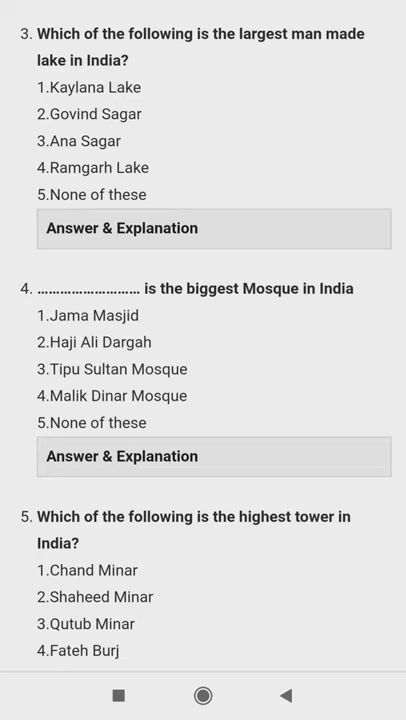 3. Which of the following is the largest man made
lake in India?
1.Kaylana Lake
2.Govind Sagar
3.Ana Sagar
4.Ramgarh Lake
5.None of these
Answer & Explanation
4. .......................... is the biggest Mosque in India
1.Jama Masjid
2.Haji Ali Dargah
3.Tipu Sultan Mosque
4.Malik Dinar Mosque
5.None of these
Answer & Explanation
5. Which of the following is the highest tower in
India?
1.Chand Minar
2.Shaheed Minar
3.Qutub Minar
4.Fateh Burj